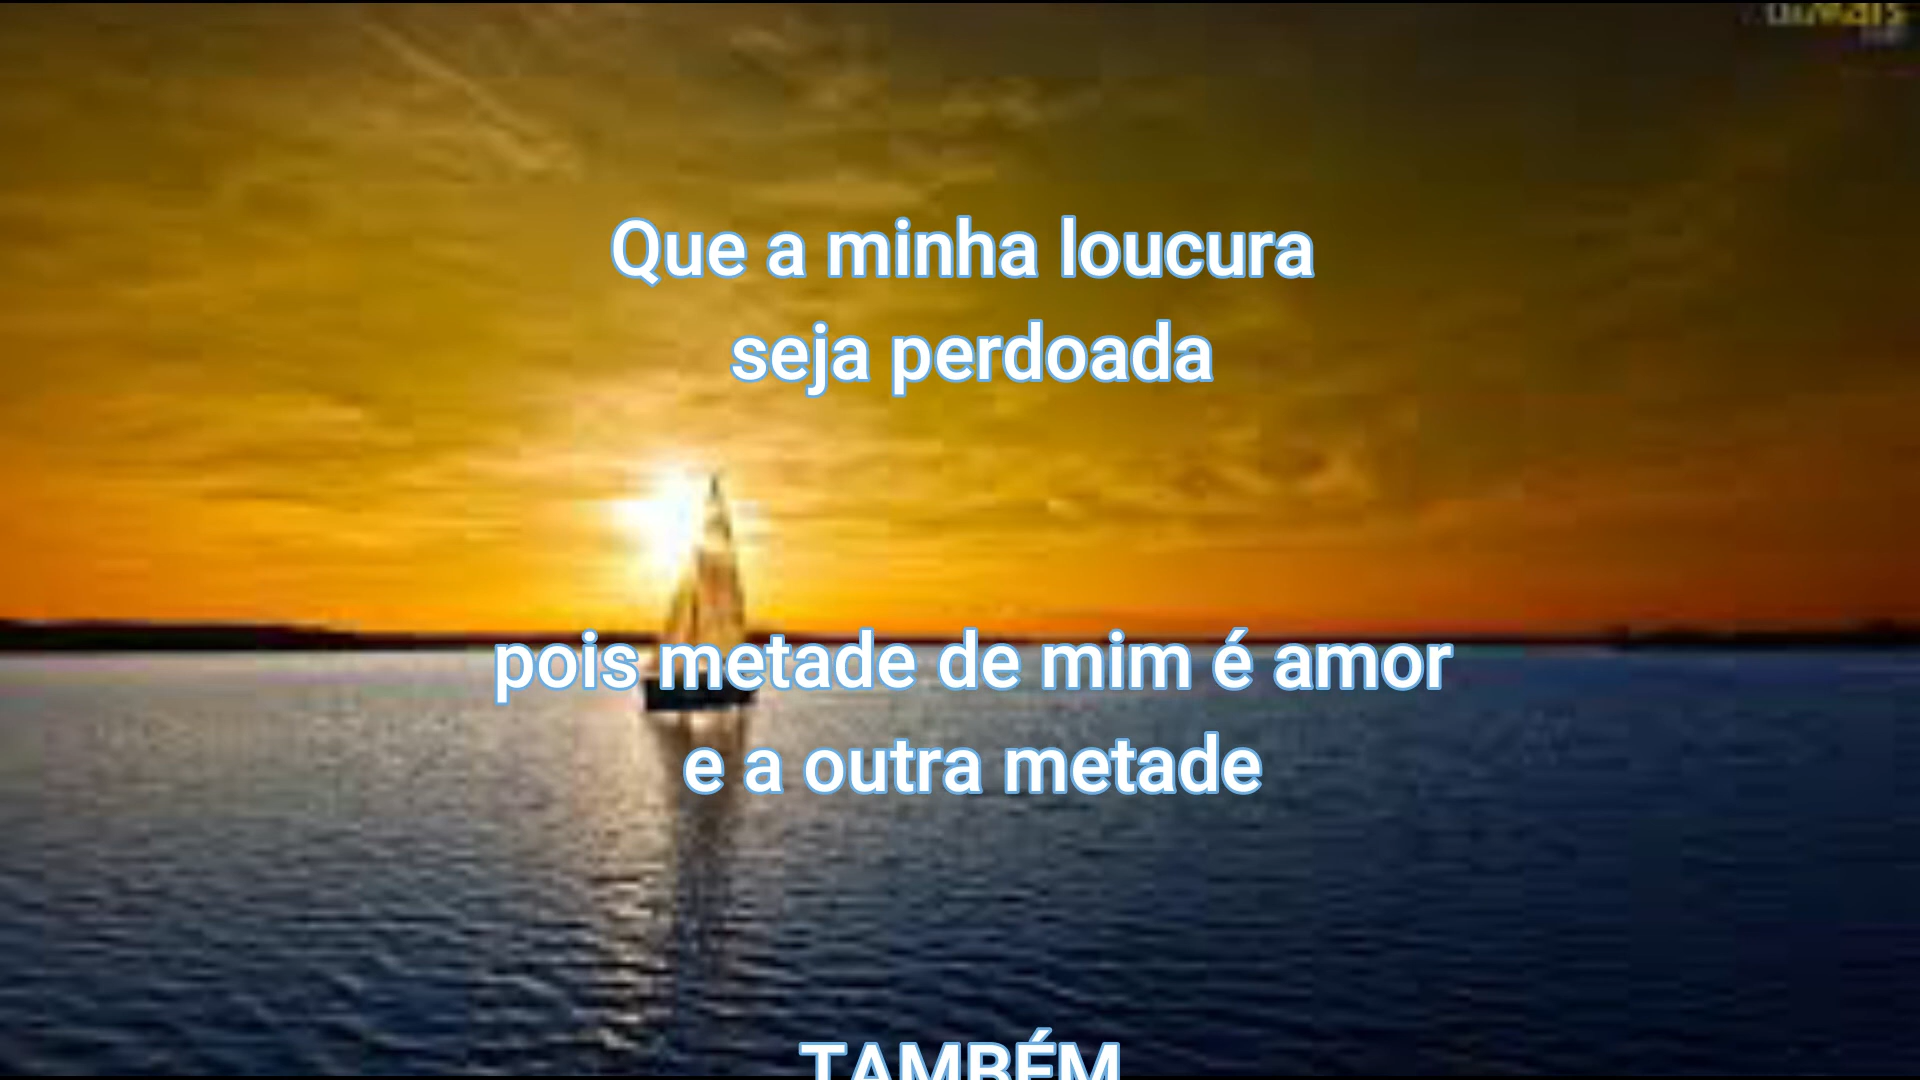 Que a minha loucura
seja perdoada
pois metade de mim é amor
e a outra metade
TAMBÉM